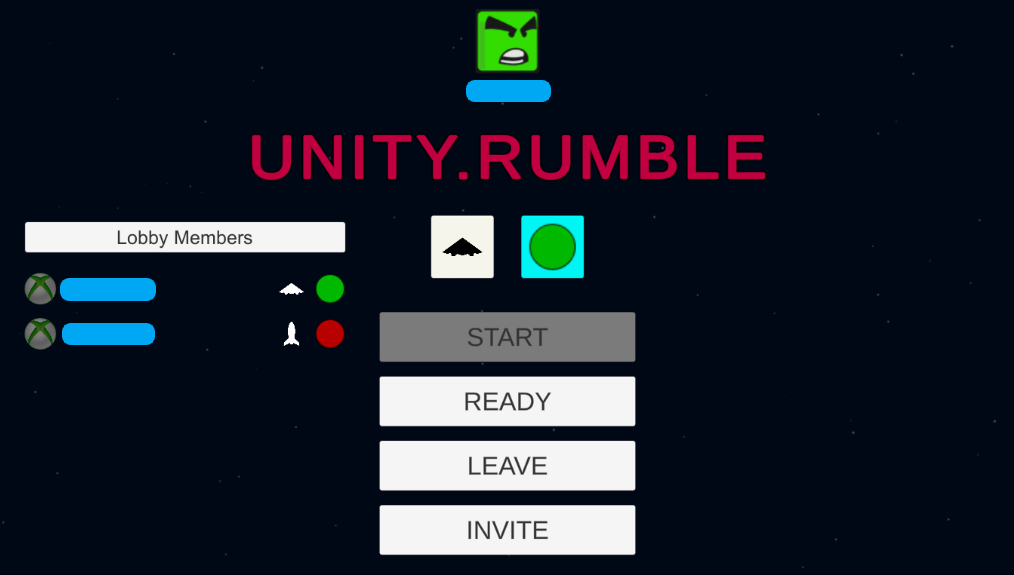 UNITY.RUMBLE
Lobby Members
START
READY
LEAVE
INVITE